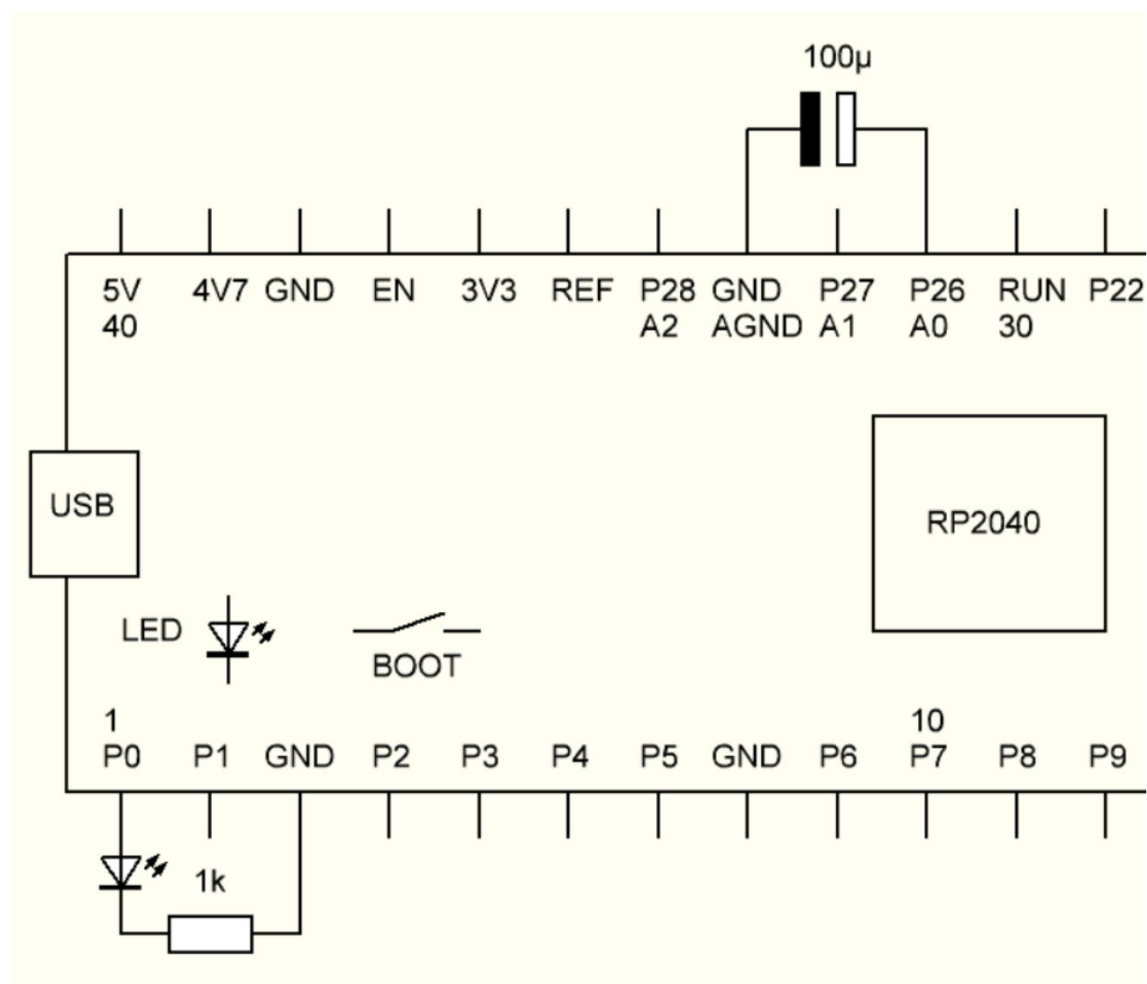 100µ
5V 4V7 GND EN 3V3 REF P28 GND P27 P26 RUN P22
40 A2 AGND A1 A0 30
USB
RP2040
LED
BOOT
1 10
P0 P1 GND P2 P3 P4 P5 GND P6 P7 P8 P9
1k